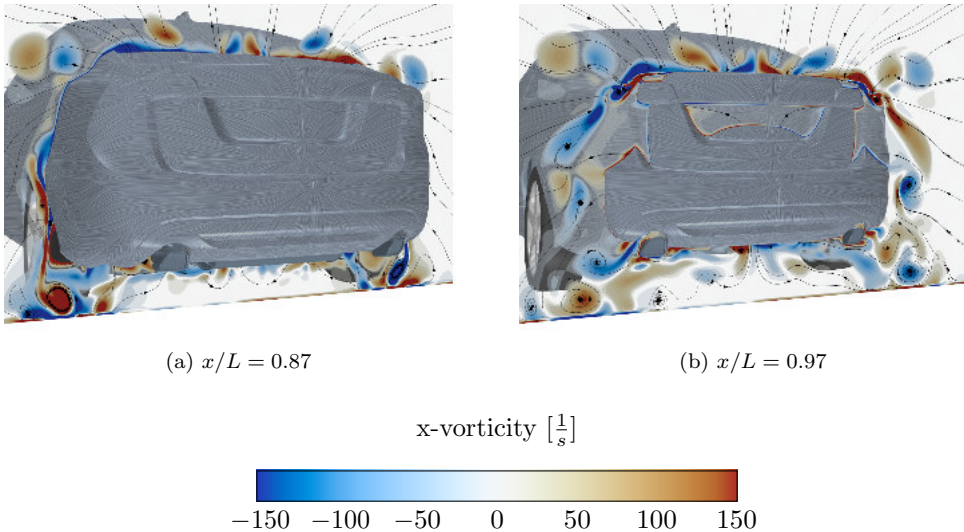 (a) x/L = 0.87
(b) x/L = 0.97
x-vorticity [1/s]
−150 −100 −50 0 50 100 150